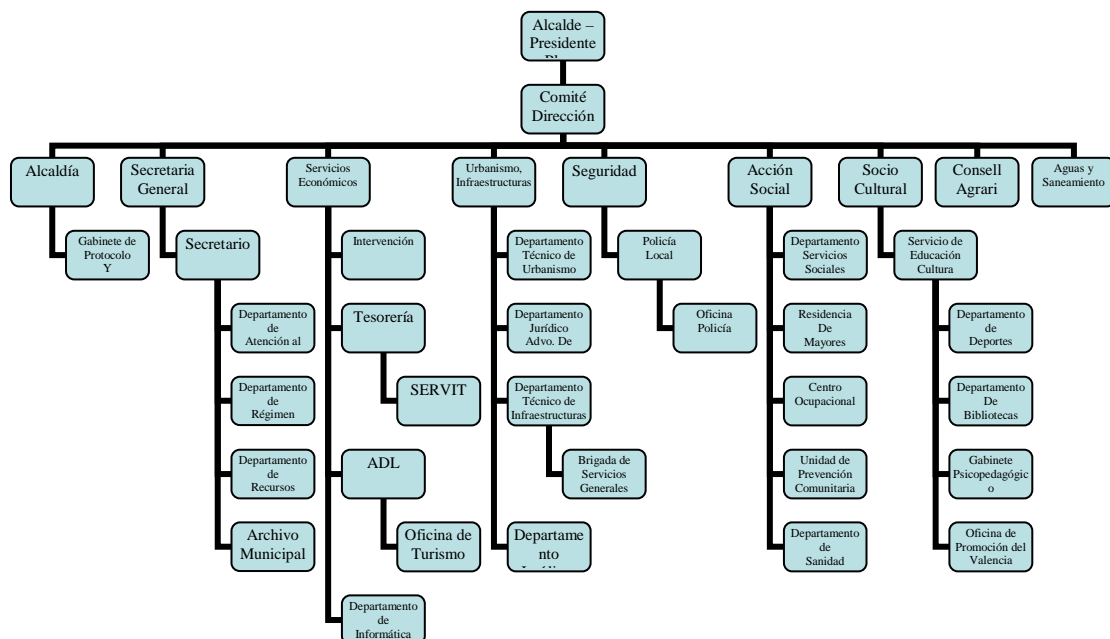 Alcalde –
Presidente
Comité
Dirección
Alcaldía
Secretaria
General
Servicios
Económicos
Urbanismo,
Infraestructuras
Seguridad
Acción
Social
Socio
Cultural
Consell
Agrari
Aguas y
Saneamiento
Gabinete de
Protocolo
Y
Secretario
Intervención
Departamento
Técnico de
Urbanismo
Policía
Local
Departamento
Servicios
Sociales
Servicio de
Educación
Cultura
Departamento
de
Atención al
Tesorería
Departamento
Jurídico
Advo. De
Oficina
Policía
Residencia
De
Mayores
Departamento
de
Deportes
Departamento
de
Régimen
SERVIT
Departamento
Técnico de
Infraestructuras
Centro
Ocupacional
Departamento
De
Bibliotecas
Departamento
de
Recursos
ADL
Brigada de
Servicios
Generales
Unidad de
Prevención
Comunitaria
Gabinete
Psicopedagógic
o
Archivo
Municipal
Oficina de
Turismo
Departame
nto
Departamento
de
Sanidad
Oficina de
Promoción del
Valencia
Departamento
de
Informática